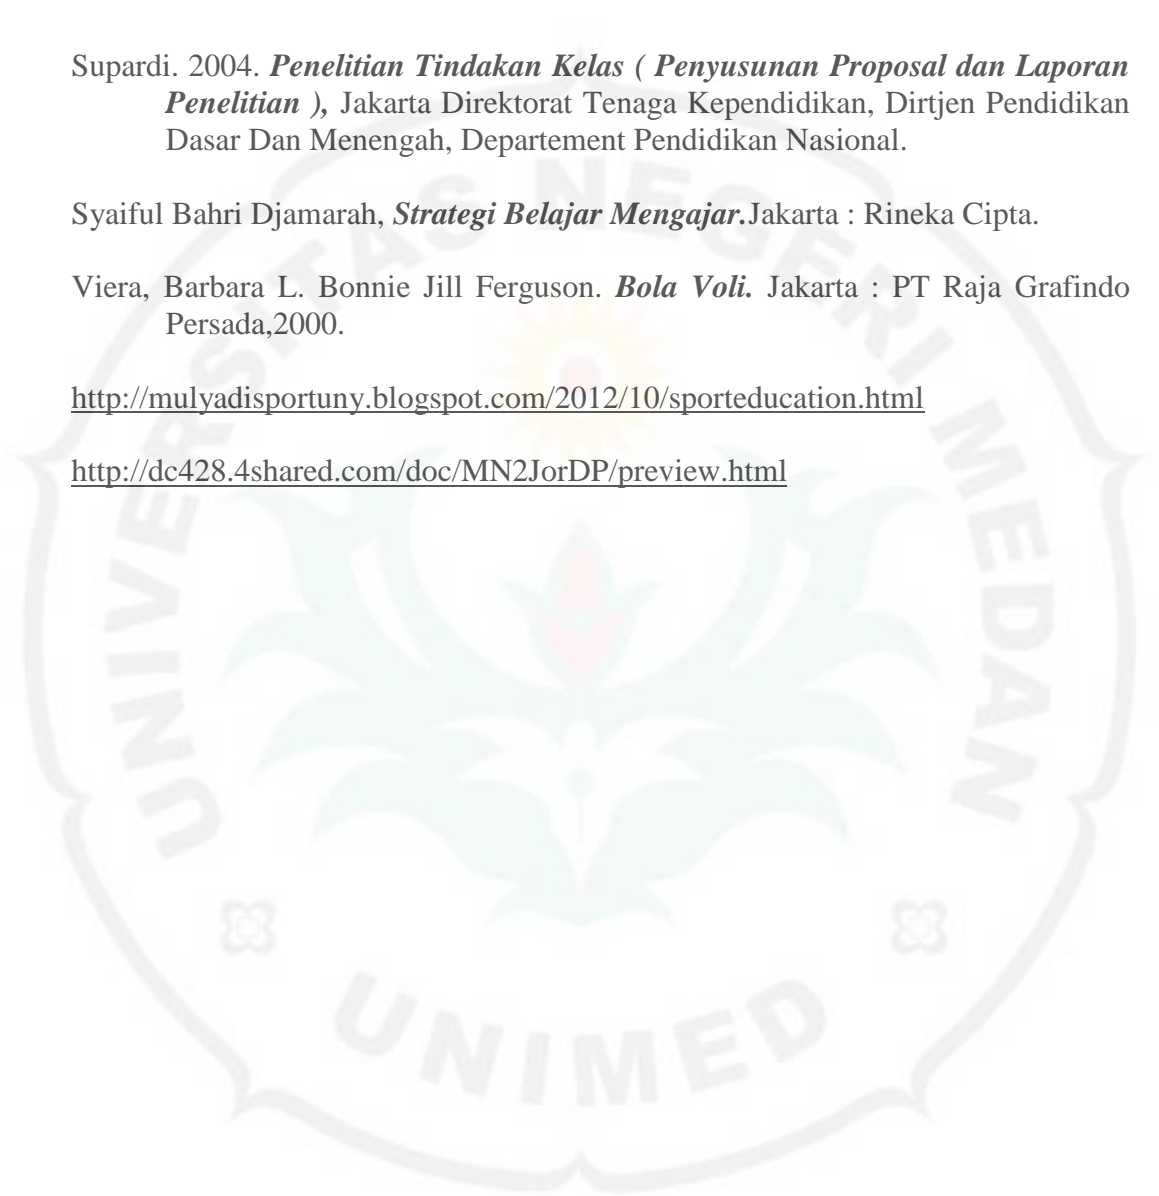 Supardi. 2004. Penelitian Tindakan Kelas ( Penyusunan Proposal dan Laporan
Penelitian ), Jakarta Direktorat Tenaga Kependidikan, Dirtjen Pendidikan
Dasar Dan Menengah, Departement Pendidikan Nasional.
Syaiful Bahri Djamarah, Strategi Belajar Mengajar.Jakarta : Rineka Cipta.
Viera, Barbara L. Bonnie Jill Ferguson. Bola Voli. Jakarta : PT Raja Grafindo
Persada,2000.
http://mulyadisportuny.blogspot.com/2012/10/sporteducation.html
http://dc428.4shared.com/doc/MN2JorDP/preview.html
UNIVERSITAS NEGERI MEDAN
UNIMED